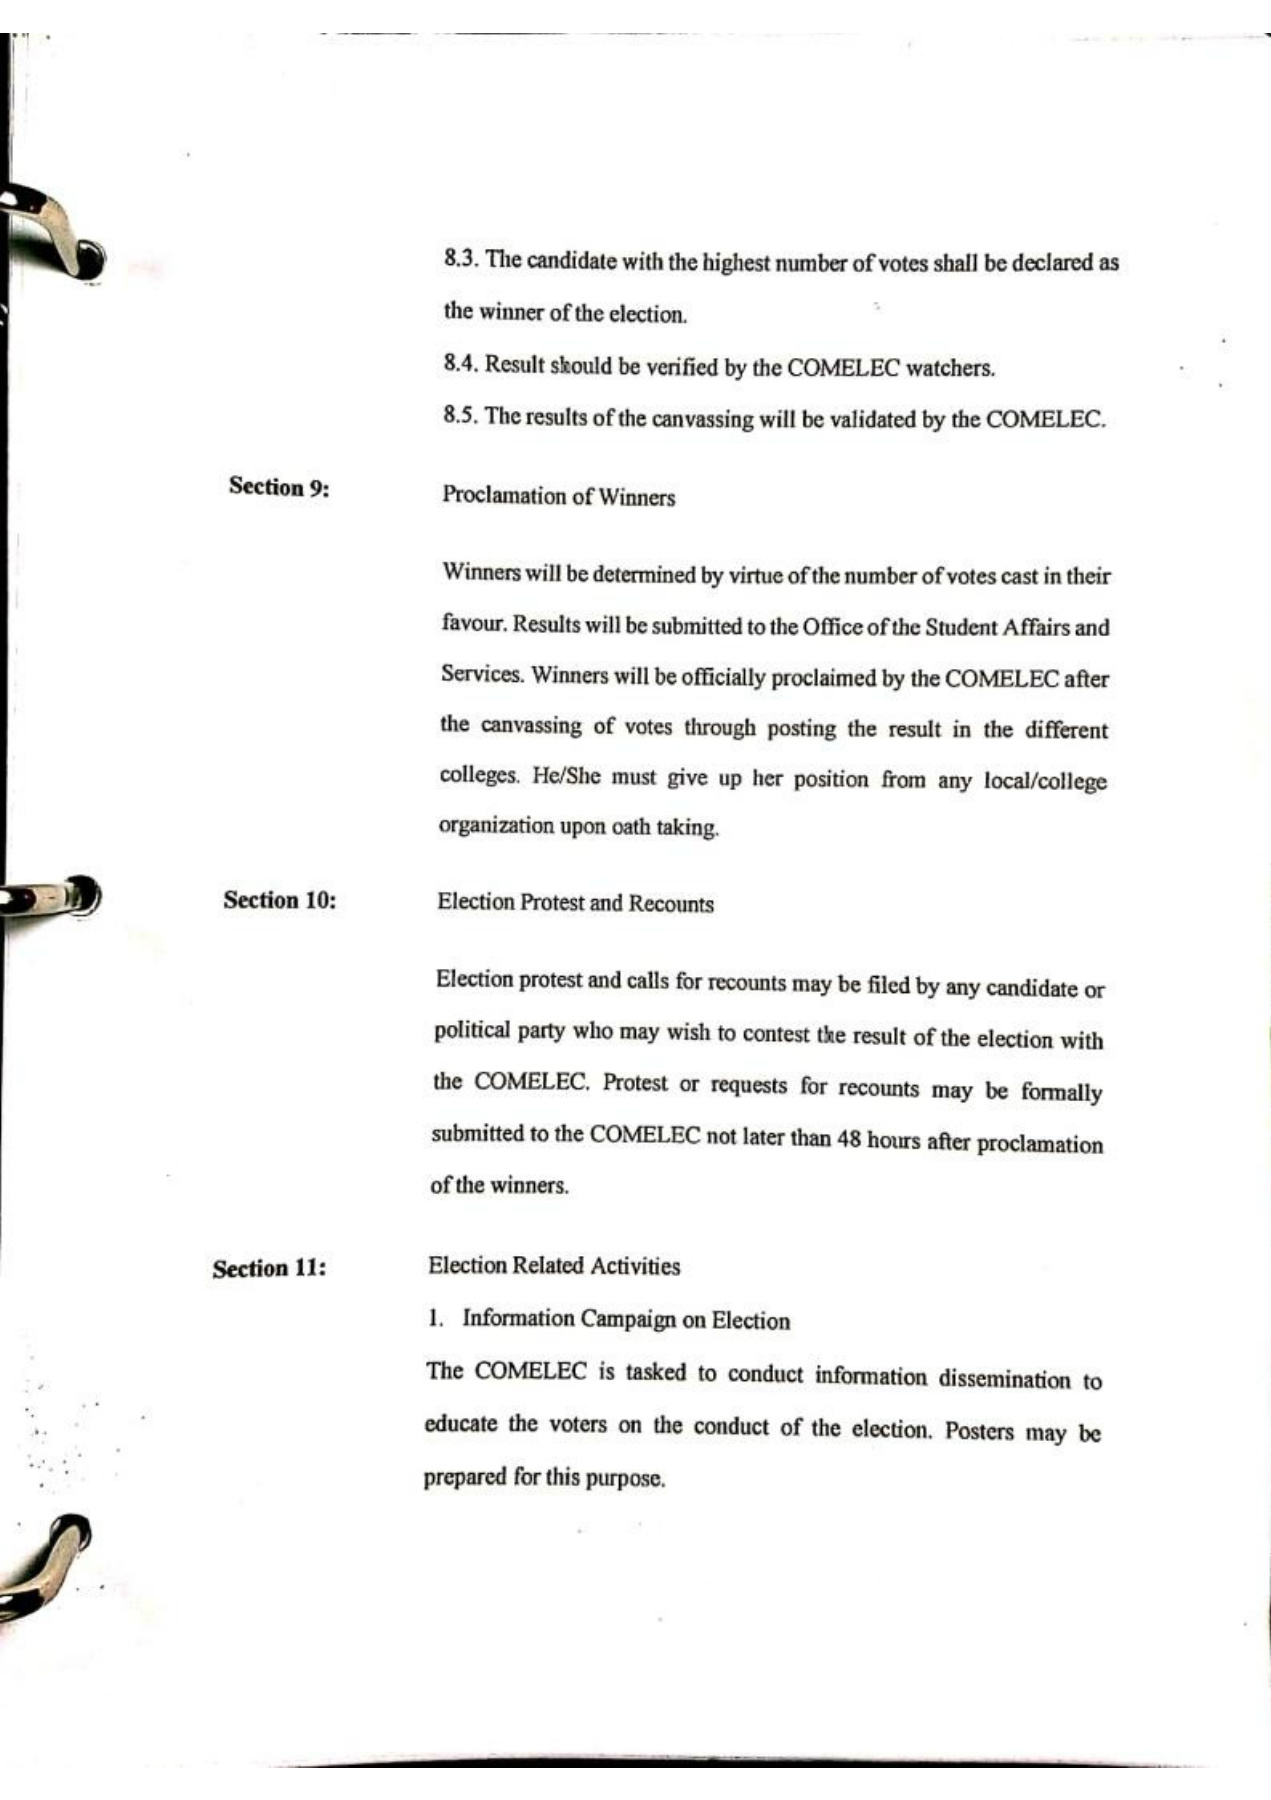 8.3. The candidate with the highest number of votes shall be declared as
the winner of the election.
8.4. Result should be verified by the COMELEC watchers.
8.5. The results of the canvassing will be validated by the COMELEC.
Section 9: Proclamation of Winners
Winners will be determined by virtue of the number of votes cast in their
favour. Results will be submitted to the Office of the Student Affairs and
Services. Winners will be officially proclaimed by the COMELEC after
the canvassing of votes through posting the result in the different
colleges. He/She must give up her position from any local/college
organization upon oath taking.
Section 10: Election Protest and Recounts
Election protest and calls for recounts may be filed by any candidate or
political party who may wish to contest the result of the election with
the COMELEC. Protest or requests for recounts may be formally
submitted to the COMELEC not later than 48 hours after proclamation
of the winners.
Section 11: Election Related Activities
1. Information Campaign on Election
The COMELEC is tasked to conduct information dissemination to
educate the voters on the conduct of the election. Posters may be
prepared for this purpose.